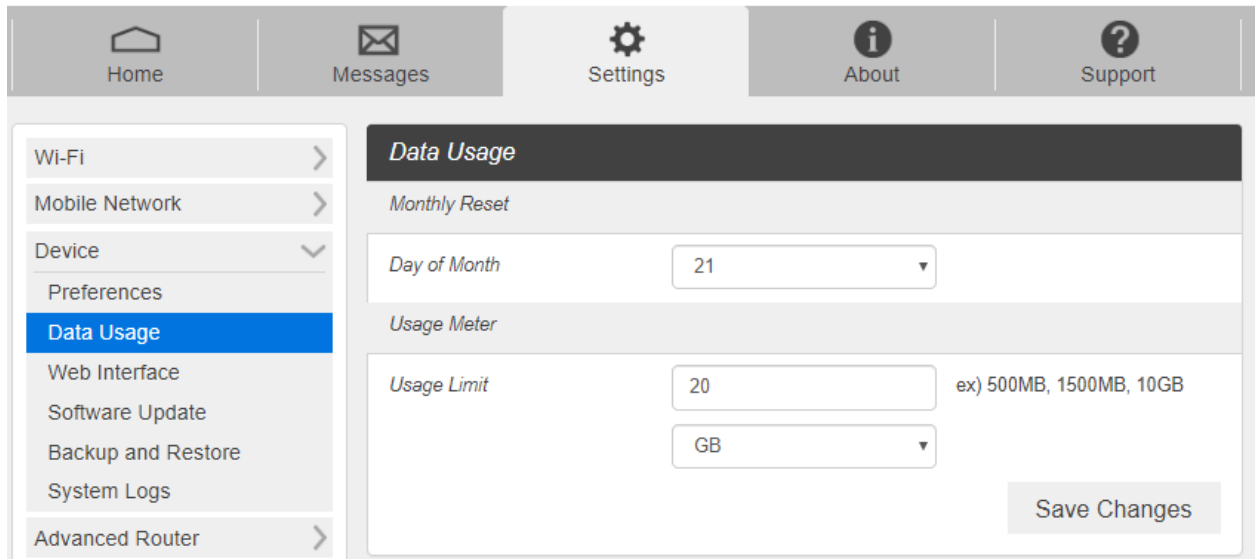 Home Messages Settings About Support
Wi-Fi
Mobile Network
Device
Preferences
Data Usage
Web Interface
Software Update
Backup and Restore
System Logs
Advanced Router
Data Usage
Monthly Reset
Day of Month 21
Usage Meter
Usage Limit 20 ex) 500MB, 1500MB, 10GB
GB
Save Changes